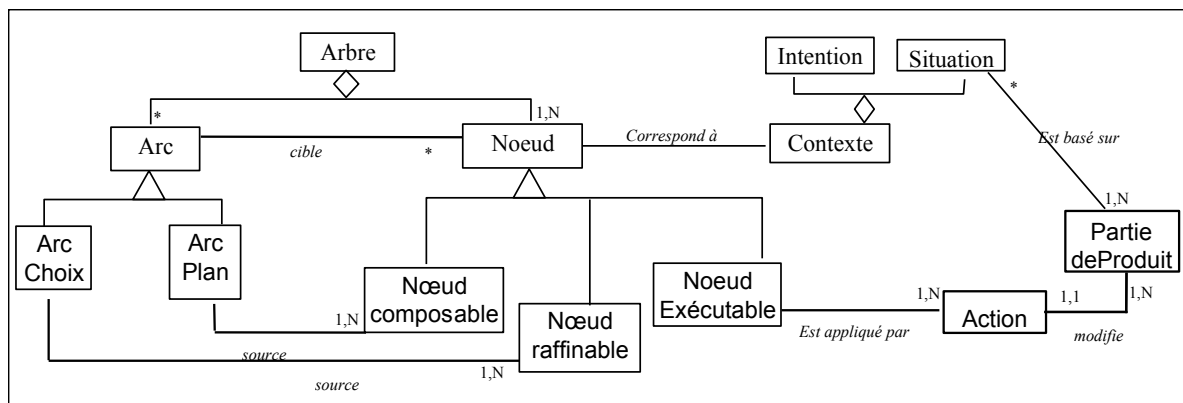 Arbre
Intention
Situation
*
1,N
*
Arc
cible
*
Noeud
Correspond à
Contexte
Est basé sur
1,N
Arc
Choix
Arc
Plan
Nœud
composable
Noeud
Exécutable
Partie
deProduit
1,N
Nœud
raffinable
1,N
Est appliqué par
Action
1,1
1,N
modifie
source
1,N
source